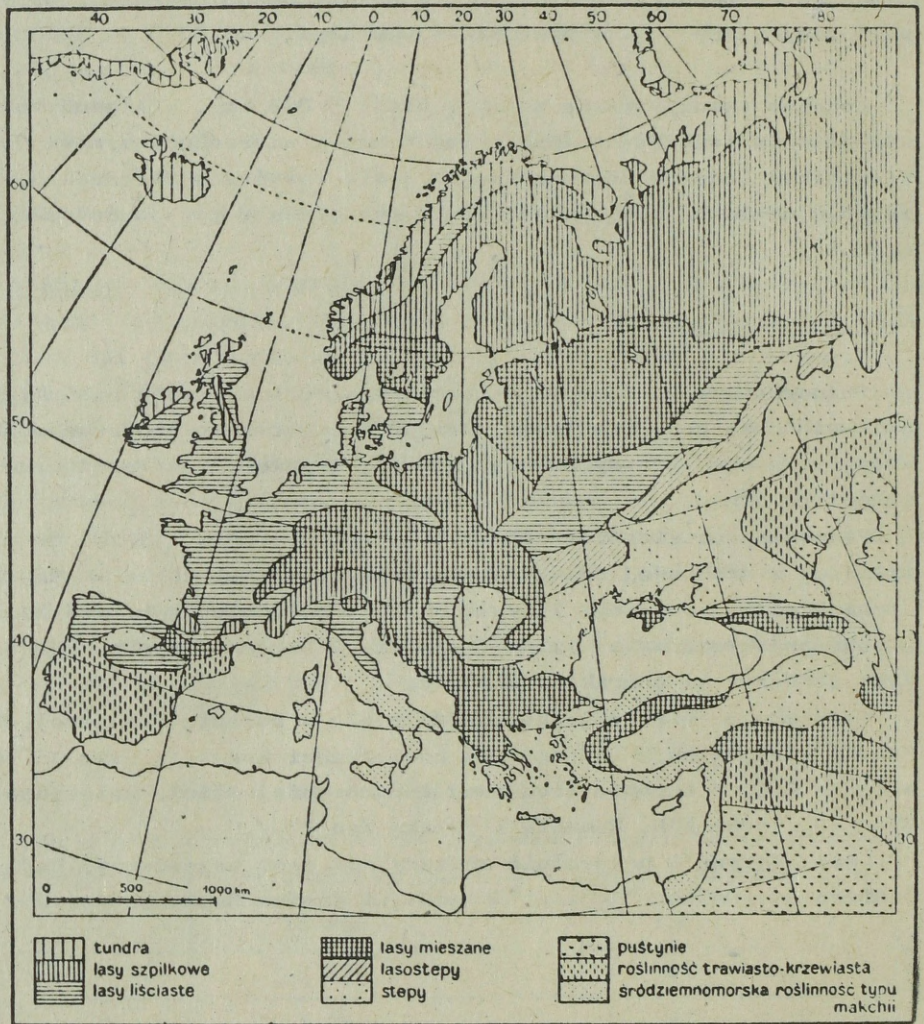 40 30 20 10 0 10 20 30 40 50 60 70 80
60
50 50
40
30 30
0 500 1000 km
tundra
lasy szpilkowe
lasy liściaste
lasy mieszane
lasostepy
stepy
pustynie
roślinność trawiasto-krzewiasta
śródziemnomorska roślinność typu
makchii